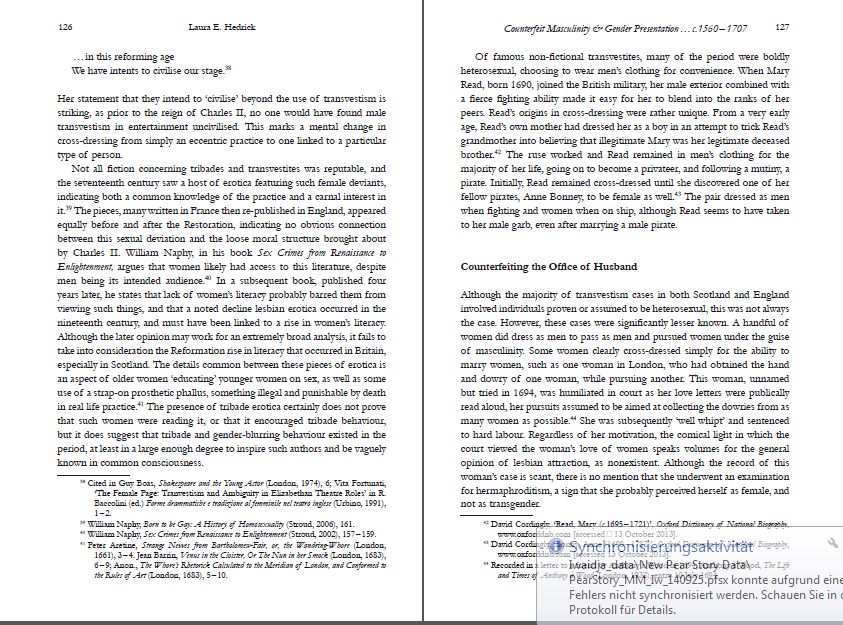 126 Laura E. Hedrick
… in this reforming age
We have intents to civilise our stage.38
Her statement that they intend to ‘civilise’ beyond the use of transvestism is
striking, as prior to the reign of Charles II, no one would have found male
transvestism in entertainment uncivilised. This marks a mental change in
cross-dressing from simply an eccentric practice to one linked to a particular
type of person.
Not all fiction concerning tribades and transvestites was reputable, and
the seventeenth century saw a host of erotica featuring such female deviants,
indicating both a common knowledge of the practice and a carnal interest in
it.39 The pieces, many written in France then re-published in England, appeared
equally before and after the Restoration, indicating no obvious connection
between this sexual deviation and the loose moral structure brought about
by Charles II. William Naphy, in his book Sex Crimes from Renaissance to
Enlightenment, argues that women likely had access to this literature, despite
men being its intended audience.40 In a subsequent book, published four
years later, he states that lack of women’s literacy probably barred them from
viewing such things, and that a noted decline lesbian erotica occurred in the
nineteenth century, and must have been linked to a rise in women’s literacy.
Although the later opinion may work for an extremely broad analysis, it fails to
take into consideration the Reformation rise in literacy that occurred in Britain,
especially in Scotland. The details common between these pieces of erotica is
an aspect of older women ‘educating’ younger women on sex, as well as some
use of a strap-on prosthetic phallus, something illegal and punishable by death
in real life practice.41 The presence of tribade erotica certainly does not prove
that such women were reading it, or that it encouraged tribade behaviour,
but it does suggest that tribade and gender-blurring behaviour existed in the
period, at least in a large enough degree to inspire such authors and be vaguely
known in common consciousness.
38 Cited in Guy Boas, Shakespeare and the Young Actor (London, 1974), 6; Vita Fortunati,
‘The Female Page: Tranvestism and Ambiguity in Elizabethan Theatre Roles’ in R.
Baccolini (ed.) Forme drammatiche e tradizione al femminile nel teatro inglese (Urbino, 1991),
1–2.
39 William Naphy, Born to be Gay: A History of Homosexuality (Stroud, 2006), 161.
40 William Naphy, Sex Crimes from Renaissance to Enlightenment (Stroud, 2002), 157–159.
41 Peter Aretine, Strange Newes from Bartholomew-Fair, or, the Wandring-Whore (London,
1661), 3–4. Jean Barrin, Venus in the Cloister, Or The Nun in her Smock (London, 1683),
6–9; Anon., The Whore’s Rhetorick Calculated to the Meridian of London, and Conformed to
the Rules of Art (London, 1683), 5–10.
Counterfeit Masculinity & Gender Presentation … c.1560–1707 127
Of famous non-fictional transvestites, many of the period were boldly
heterosexual, choosing to wear men’s clothing for convenience. When Mary
Read, born 1690, joined the British military, her male exterior combined with
a fierce fighting ability made it easy for her to blend into the ranks of her
peers. Read’s origins in cross-dressing were rather unique. From a very early
age, Read’s own mother had dressed her as a boy in an attempt to trick Read’s
grandmother into believing that illegitimate Mary was her legitimate deceased
brother.42 The ruse worked and Read remained in men’s clothing for the
majority of her life, going on to become a privateer, and following a mutiny, a
pirate. Initially, Read remained cross-dressed until she discovered one of her
fellow pirates, Anne Bonney, to be female as well.43 The pair dressed as men
when fighting and women when on ship, although Read seems to have taken
to her male garb, even after marrying a male pirate.
Counterfeiting the Office of Husband
Although the majority of transvestism cases in both Scotland and England
involved individuals proven or assumed to be heterosexual, this was not always
the case. However, these cases were significantly lesser known. A handful of
women did dress as men to pass as men and pursued women under the guise
of masculinity. Some women clearly cross-dressed simply for the ability to
marry women, such as one woman in London, who had obtained the hand
and dowry of one woman, while pursuing another. This woman, unnamed
but tried in 1694, was humiliated in court as her love letters were publically
read aloud, her pursuits assumed to be aimed at collecting the dowries from as
many women as possible.44 She was subsequently ‘well whipt’ and sentenced
to hard labour. Regardless of her motivation, the comical light in which the
court viewed the woman’s love of women speaks volumes for the general
opinion of lesbian attraction, as nonexistent. Although the record of this
woman’s case is scant, there is no mention that she underwent an examination
for hermaphroditism, a sign she probably perceived herself as female, and
not as transgender.
42 David Cordingly, ‘Read, Mary (c.1695–1721)’, Oxford Dictionary of National Biography,
www.oxforddnb.com [accessed 13 October 2013].
43 David Cordingly, Biography,
www.oxforddnb.com [accessed 13 October 2013].
44 Recorded in a letter to Wood, The Life
and Times of Anthony
Synchronisierungsaktivität
\mridja_data\New Pear Story Data\
PearStory_MM_Iw_140925.pfsx konnte aufgrund eine
Fehlers nicht synchronisiert werden. Schauen Sie in d
Protokoll für Details.